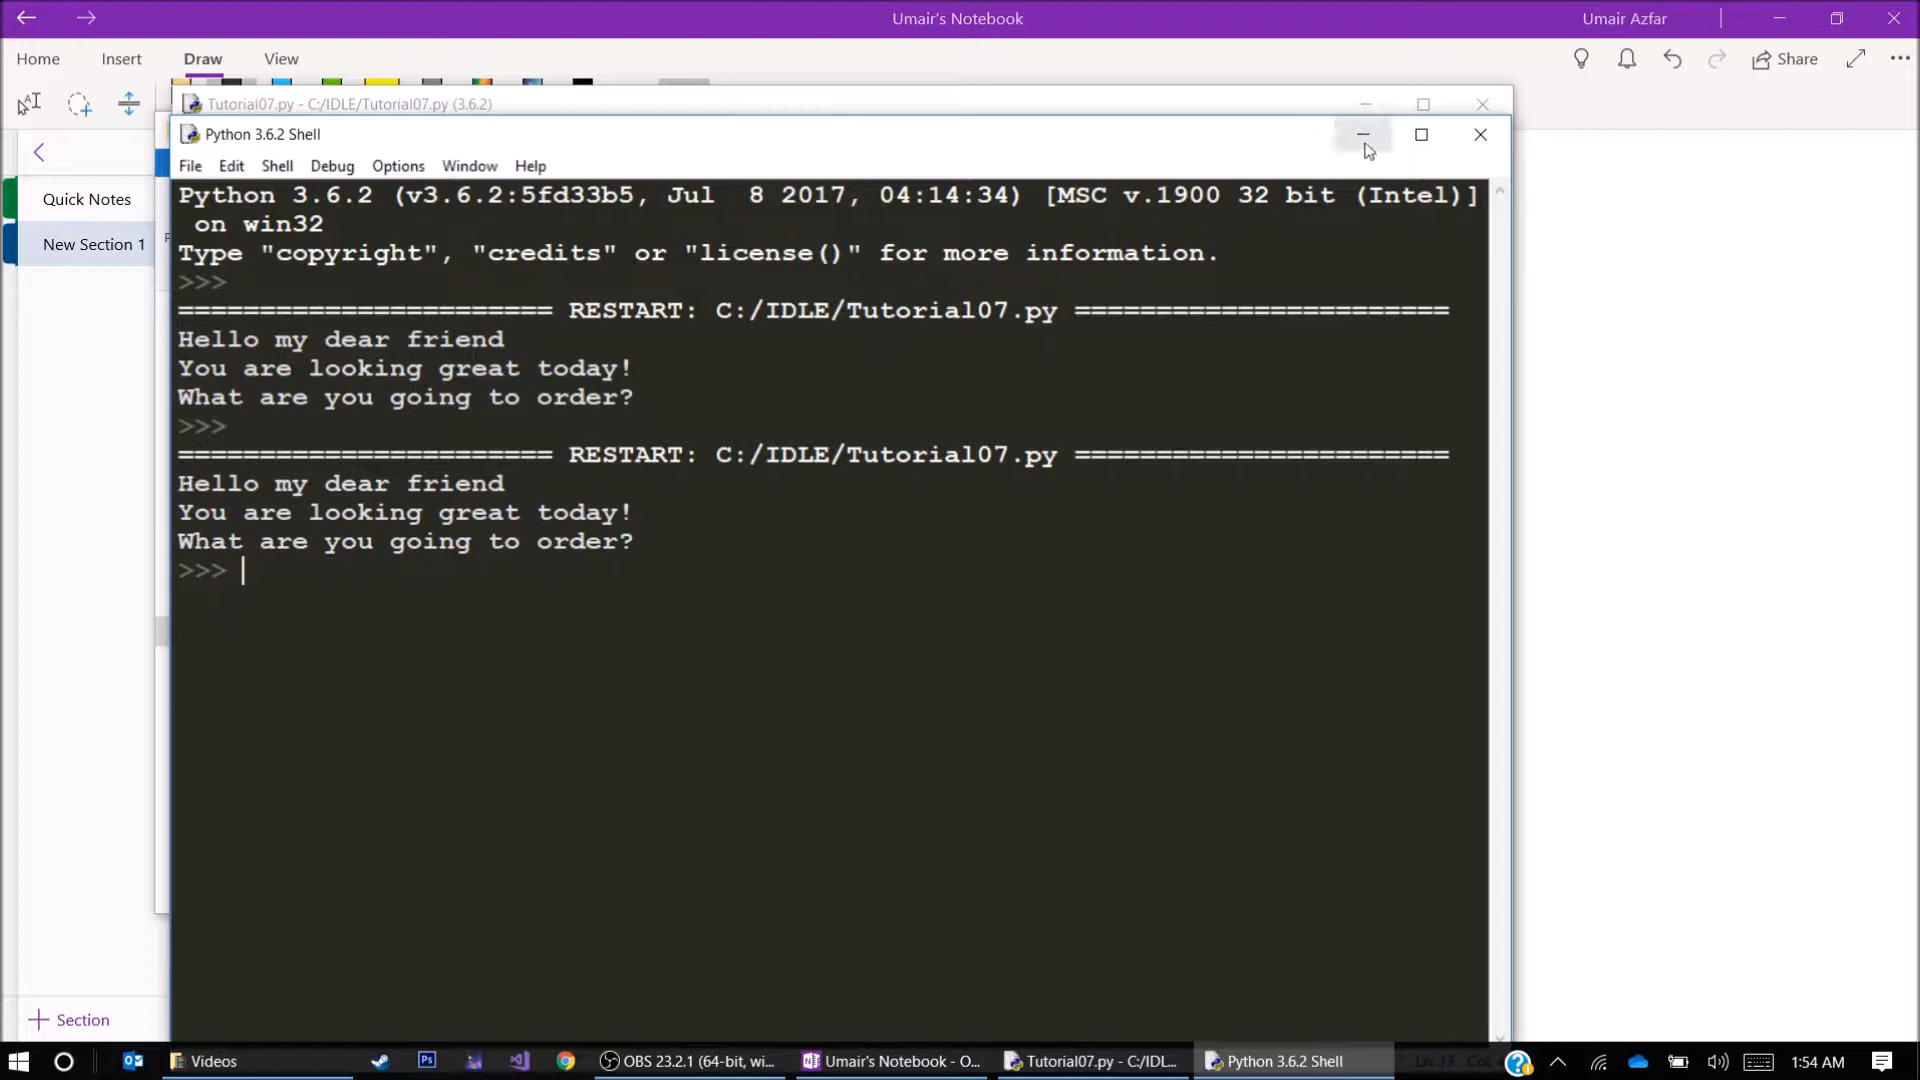 Umair's Notebook
Umair Azfar
Home Insert Draw View
Share
Tutorial07.py - C:/IDLE/Tutorial07.py (3.6.2)
Python 3.6.2 Shell
File Edit Shell Debug Options Window Help
Quick Notes
New Section 1
Python 3.6.2 (v3.6.2:5fd33b5, Jul  8 2017, 04:14:34) [MSC v.1900 32 bit (Intel)]
on win32
Type "copyright", "credits" or "license()" for more information.
>>>
======================= RESTART: C:/IDLE/Tutorial07.py =======================
Hello my dear friend
You are looking great today!
What are you going to order?
>>>
======================= RESTART: C:/IDLE/Tutorial07.py =======================
Hello my dear friend
You are looking great today!
What are you going to order?
>>>
Section
Videos
OBS 23.2.1 (64-bit, wi...
Umair's Notebook - O...
Tutorial07.py - C:/IDL...
Python 3.6.2 Shell
1:54 AM